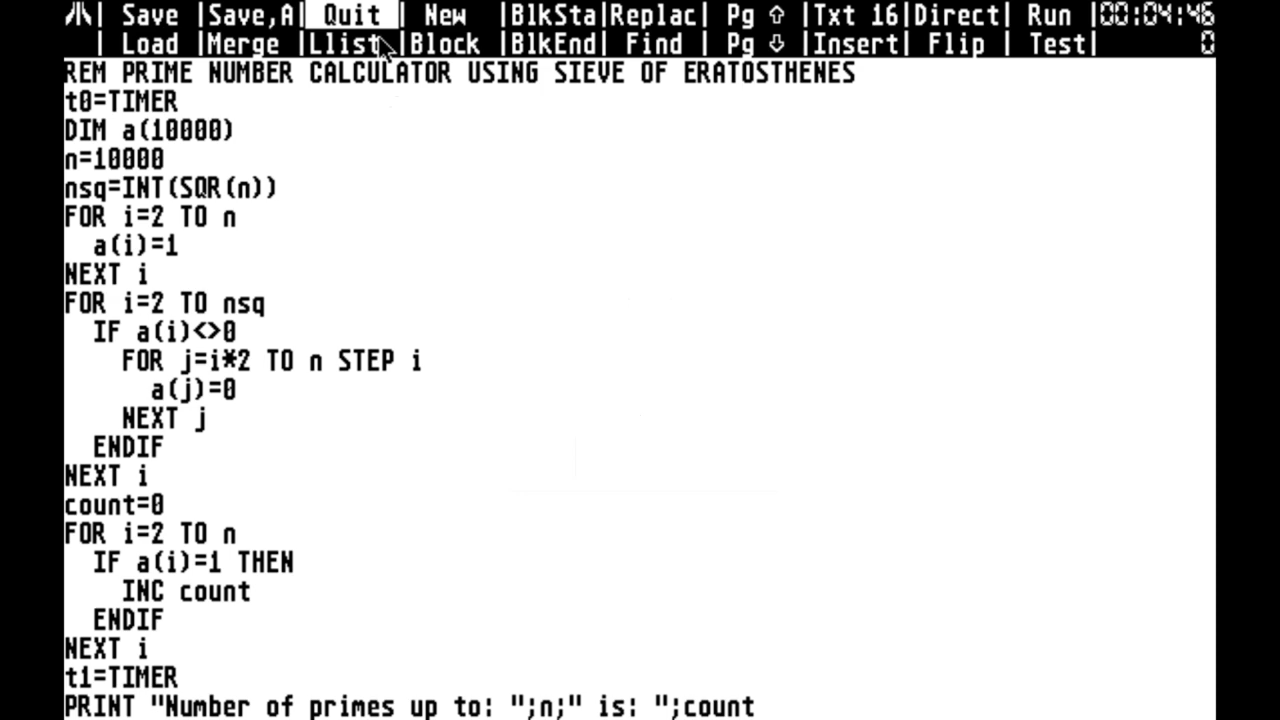 | Save |Save,A| Quit | New |BlkSta|Replac| Pg ⇧ |Txt 16|Direct| Run |00:04:46
| Load |Merge |Llist |Block |BlkEnd| Find | Pg ⇩ |Insert| Flip | Test| 0
REM PRIME NUMBER CALCULATOR USING SIEVE OF ERATOSTHENES
t0=TIMER
DIM a(10000)
n=10000
nsq=INT(SQR(n))
FOR i=2 TO n
  a(i)=1
NEXT i
FOR i=2 TO nsq
  IF a(i)<>0
    FOR j=i*2 TO n STEP i
      a(j)=0
    NEXT j
  ENDIF
NEXT i
count=0
FOR i=2 TO n
  IF a(i)=1 THEN
    INC count
  ENDIF
NEXT i
t1=TIMER
PRINT "Number of primes up to: ";n;" is: ";count